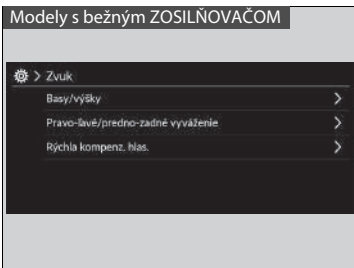 Modely s bežným ZOSILŇOVAČOM
> Zvuk
Basy/výšky >
Pravo-ľavé/predno-zadné vyváženie >
Rýchla kompenz. hlas. >